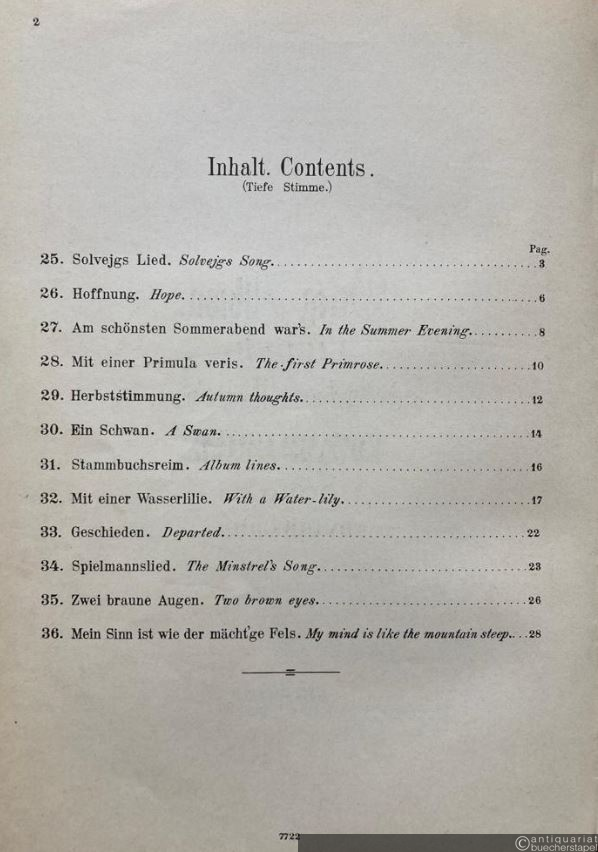 2
Inhalt. Contents.
(Tiefe Stimme.)
Pag.
25. Solvejgs Lied. Solvejgs Song. 3
26. Hoffnung. Hope. 6
27. Am schönsten Sommerabend war's. In the Summer Evening. 8
28. Mit einer Primula veris. The first Primrose. 10
29. Herbststimmung. Autumn thoughts. 12
30. Ein Schwan. A Swan. 14
31. Stammbuchsreim. Album lines. 16
32. Mit einer Wasserlilie. With a Water-lily. 17
33. Geschieden. Departed. 22
34. Spielmannslied. The Minstrel's Song. 23
35. Zwei braune Augen. Two brown eyes. 26
36. Mein Sinn ist wie der mächt'ge Fels. My mind is like the mountain steep. 28
7722
©antiquariat
buecherstapel